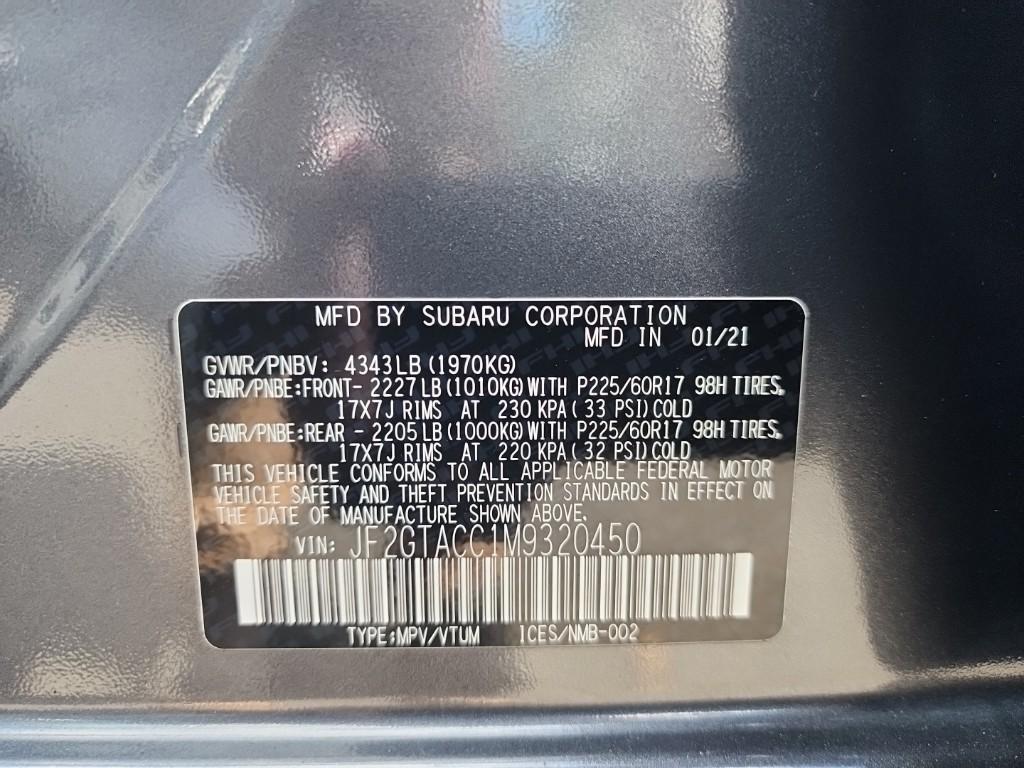 MFD BY SUBARU CORPORATION
MFD IN 01/21
GVWR/PNBV: 4343LB (1970KG)
GAWR/PNBE:FRONT- 2227LB (1010KG) WITH P225/60R17 98H TIRES,
17X7J RIMS AT 230 KPA ( 33 PSI) COLD
GAWR/PNBE:REAR - 2205LB (1000KG) WITH P225/60R17 98H TIRES,
17X7J RIMS AT 220 KPA ( 32 PSI) COLD
THIS VEHICLE CONFORMS TO ALL APPLICABLE FEDERAL MOTOR
VEHICLE SAFETY AND THEFT PREVENTION STANDARDS IN EFFECT ON
THE DATE OF MANUFACTURE SHOWN ABOVE.
VIN: JF2GTACC1M9320450
TYPE:MPV/VTUM ICES/NMB-002